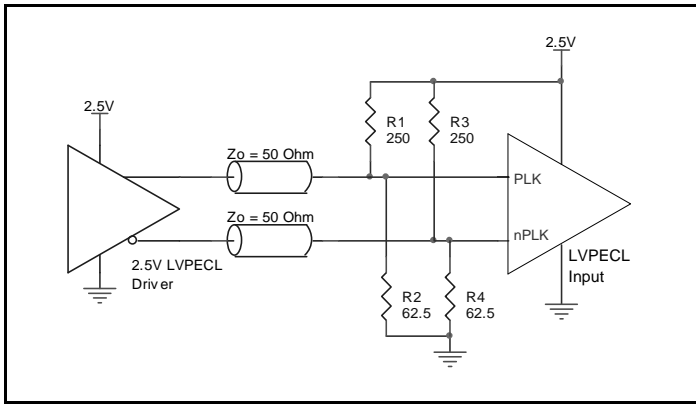 2.5V
2.5V
R1
250
R3
250
Zo = 50 Ohm
PLK
Zo = 50 Ohm
nPLK
2.5V LVPECL
Driver
LVPECL
Input
R2
62.5
R4
62.5